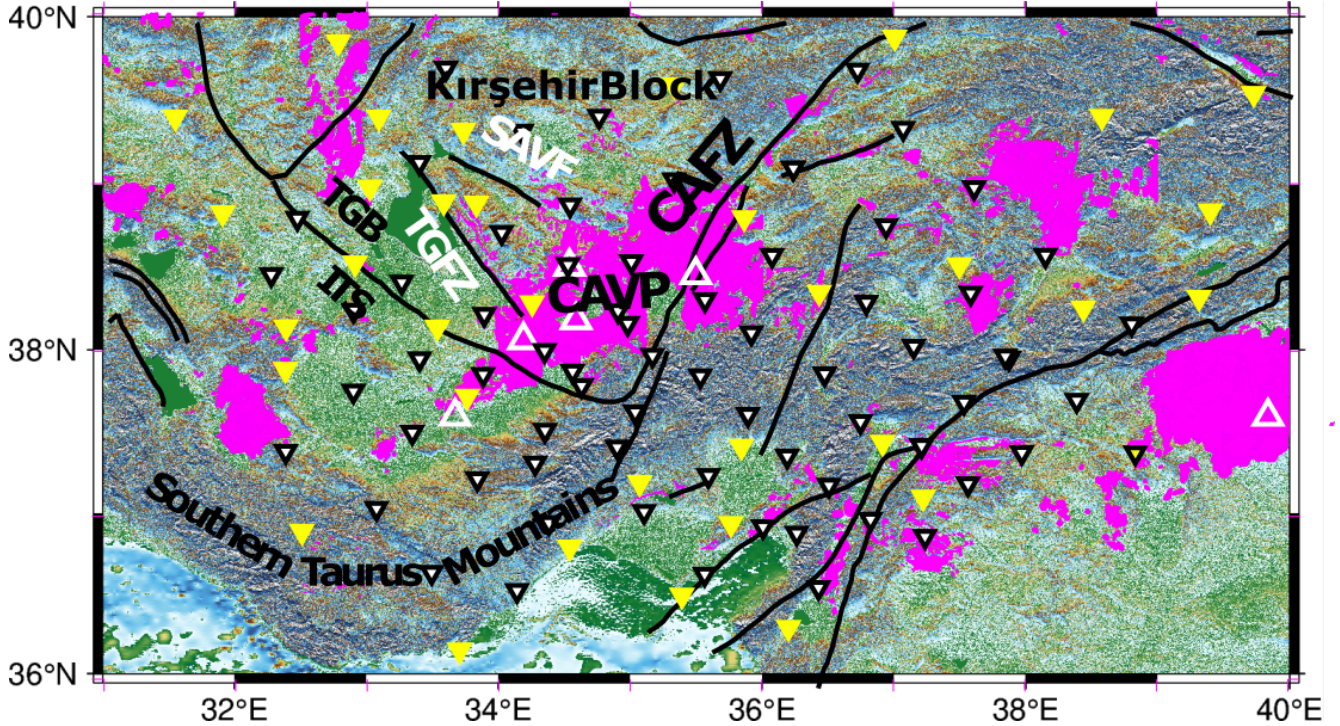 40°N
KırşehirBlock
SAVF
CAFZ
TGB
TGFZ
ITS
CAVP
38°N
Southern Taurus Mountains
36°N
32°E
34°E
36°E
38°E
40°E